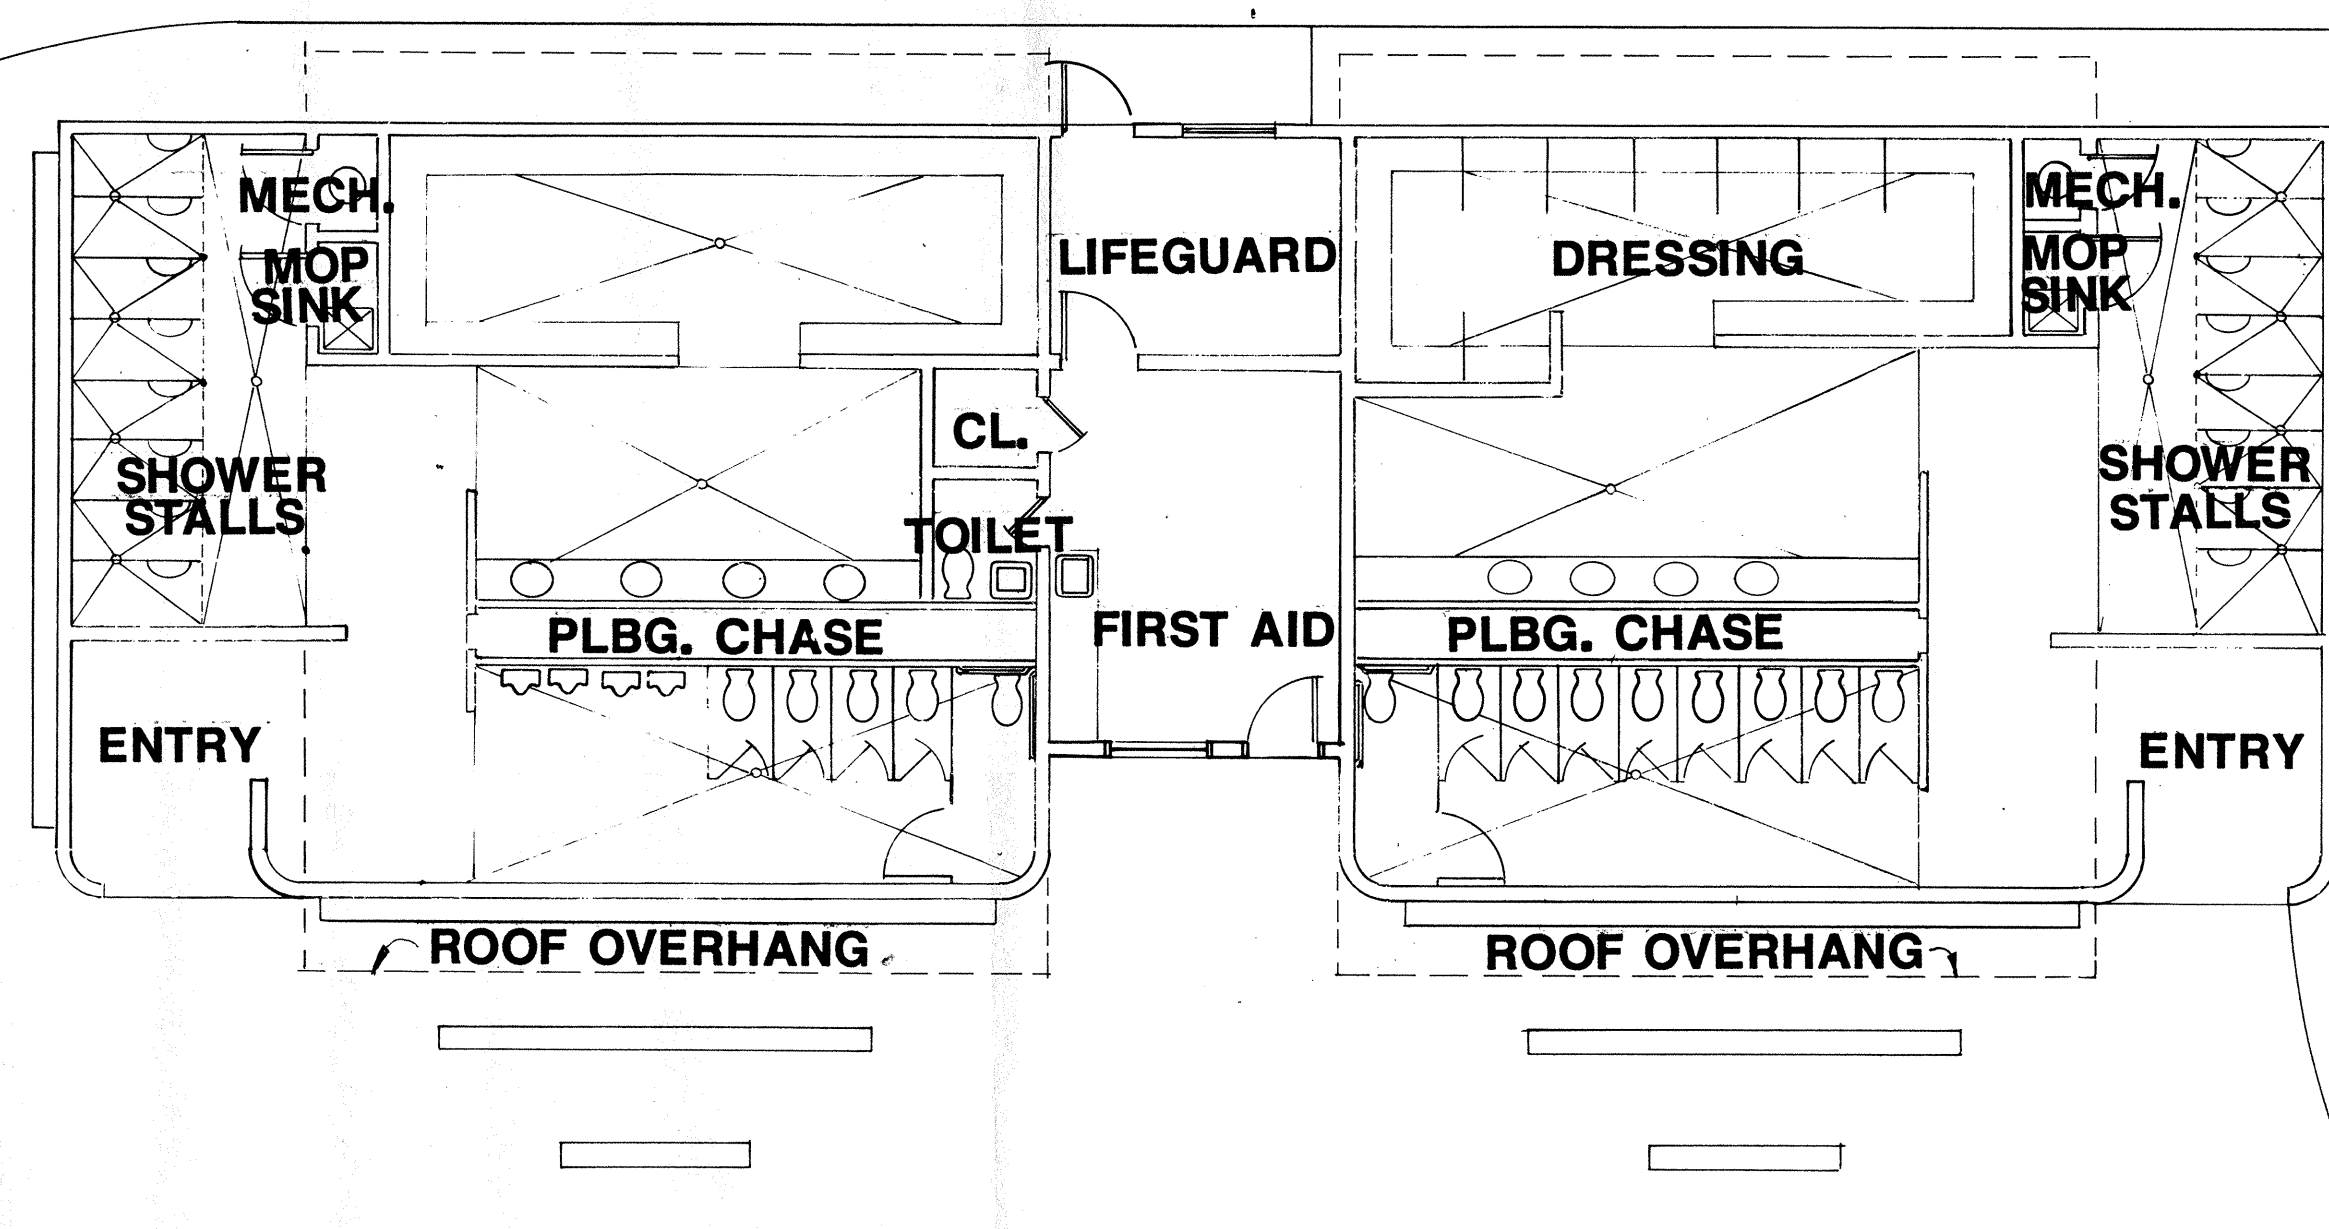 MECH.
MOP
SINK
LIFEGUARD
DRESSING
MECH.
MOP
SINK
CL.
SHOWER
STALLS
TOILET
SHOWER
STALLS
PLBG. CHASE
FIRST AID
PLBG. CHASE
ENTRY
ENTRY
ROOF OVERHANG
ROOF OVERHANG